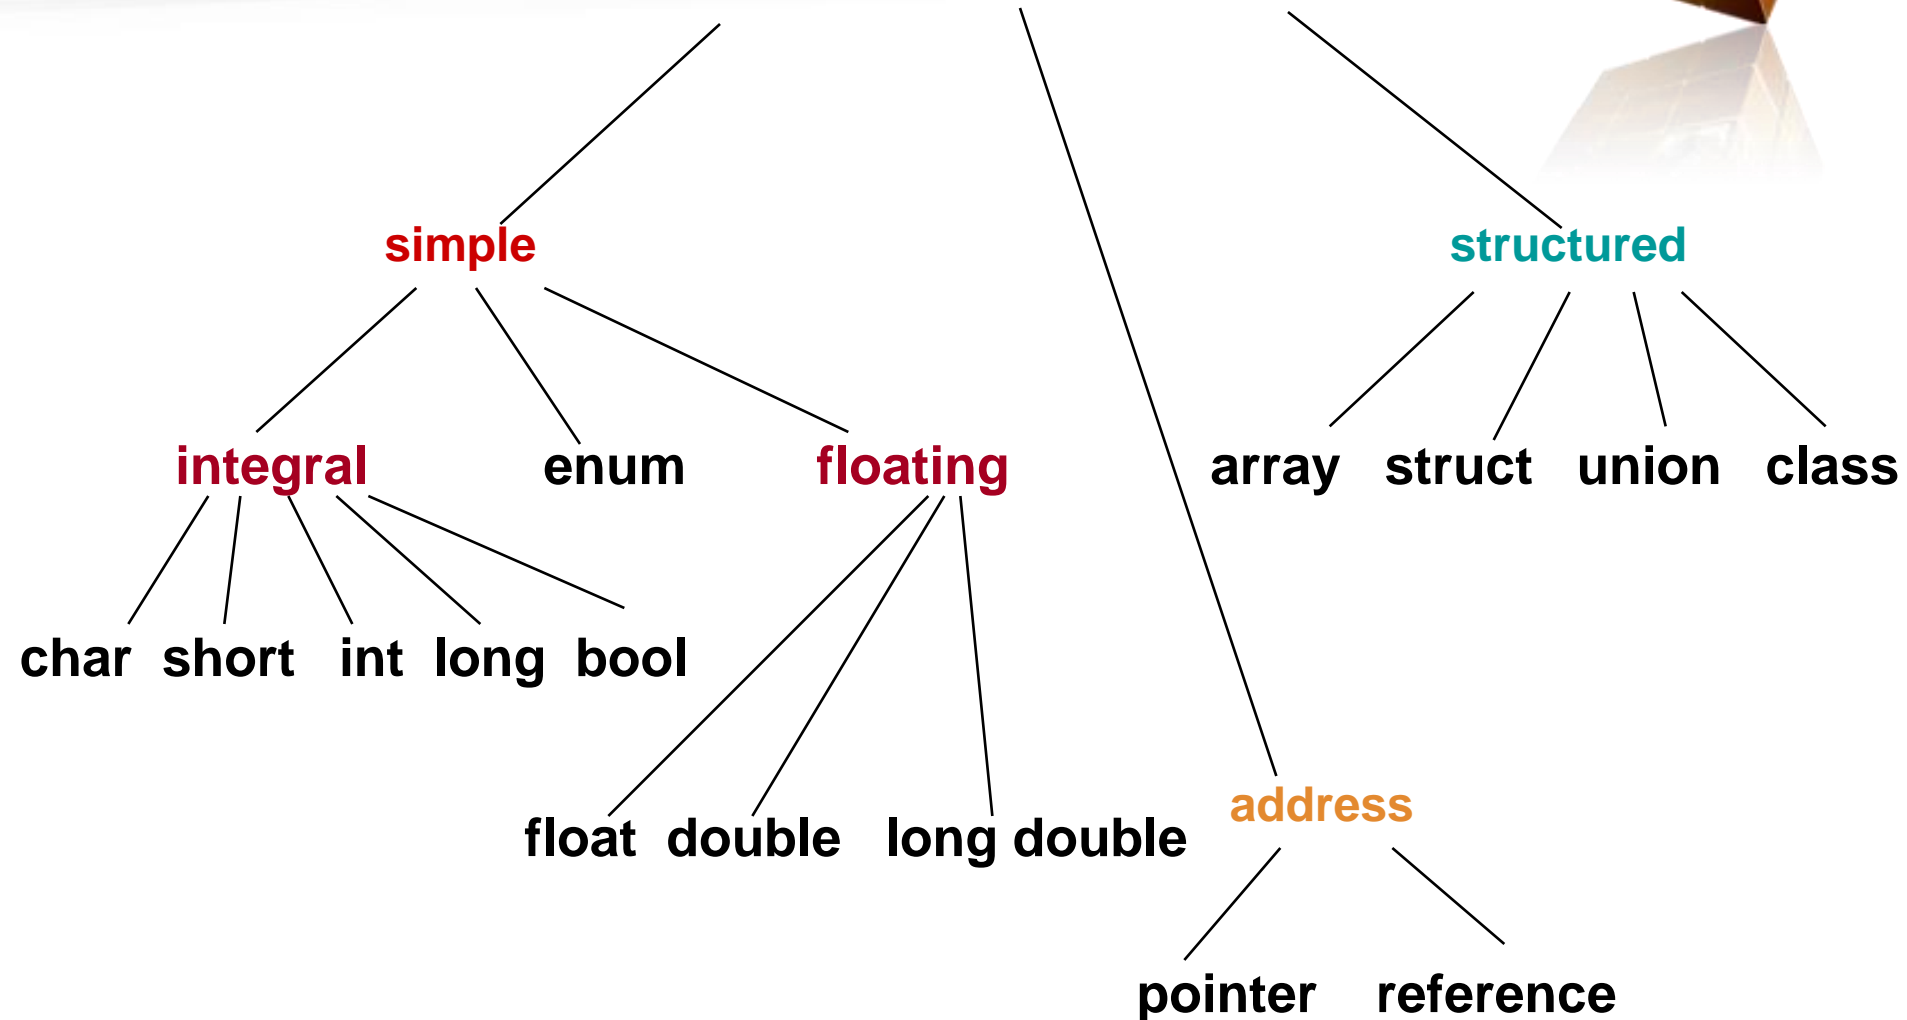 simple structured
integral enum floating array struct union class
char short int long bool
address
float double long double
pointer reference